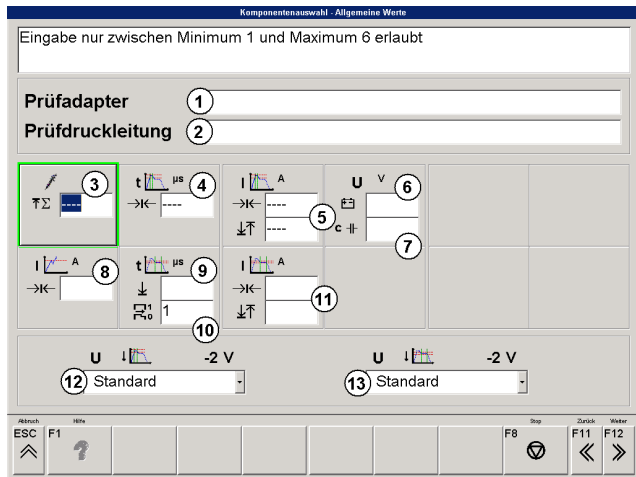 Komponentenauswahl - Allgemeine Werte
Eingabe nur zwischen Minimum 1 und Maximum 6 erlaubt
Prüfadapter 1
Prüfdruckleitung 2
Σ ---- 3
t µs 4
----
I A
---- 5
----
U V 6
C 7
I A 8
t µs 9
1
0
1 10
I A
11
U -2 V
12 Standard
U -2 V
13 Standard
Abbruch Hilfe Stop Zurück Weiter
ESC F1 F8 F11 F12